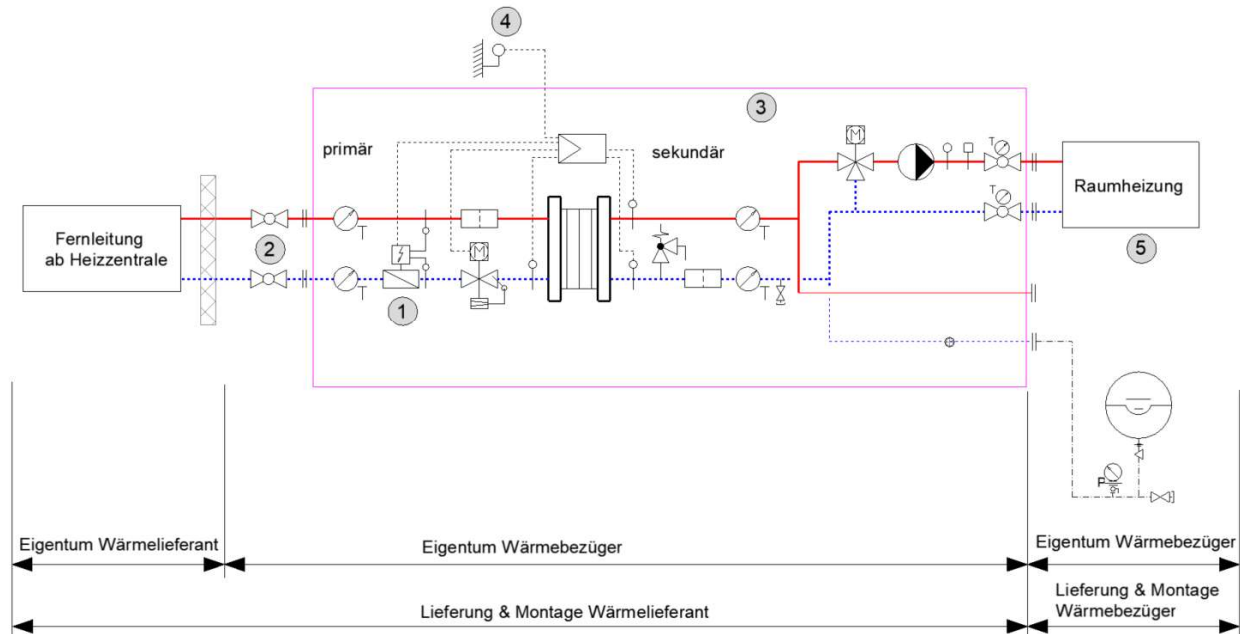 4
3
primär
sekundär
M
T
T
Raumheizung
Fernleitung
ab Heizzentrale
2
M
5
T
T
T
T
1
P
Eigentum Wärmelieferant
Eigentum Wärmebezüger
Eigentum Wärmebezüger
Lieferung & Montage Wärmelieferant
Lieferung & Montage
Wärmebezüger